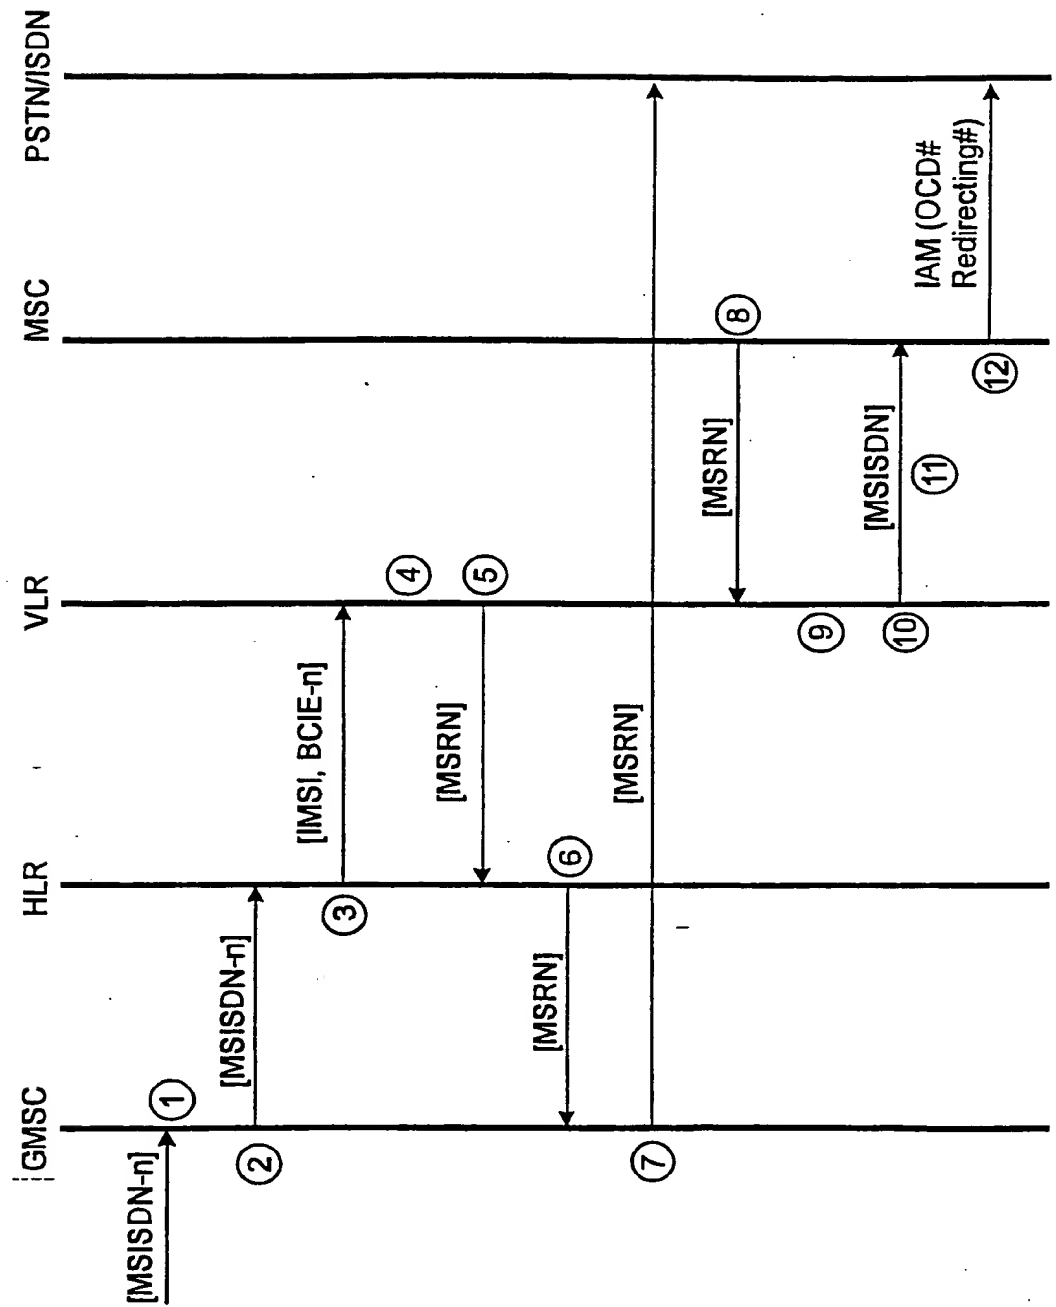 GMSC
HLR
VLR
MSC
PSTN/ISDN
[MSISDN-n]
1
2
[MSISDN-n]
3
[IMSI, BCIE-n]
4
5
[MSRN]
6
[MSRN]
7
[MSRN]
8
[MSRN]
9
10
[MSISDN]
11
12
IAM (OCD#
Redirecting#)